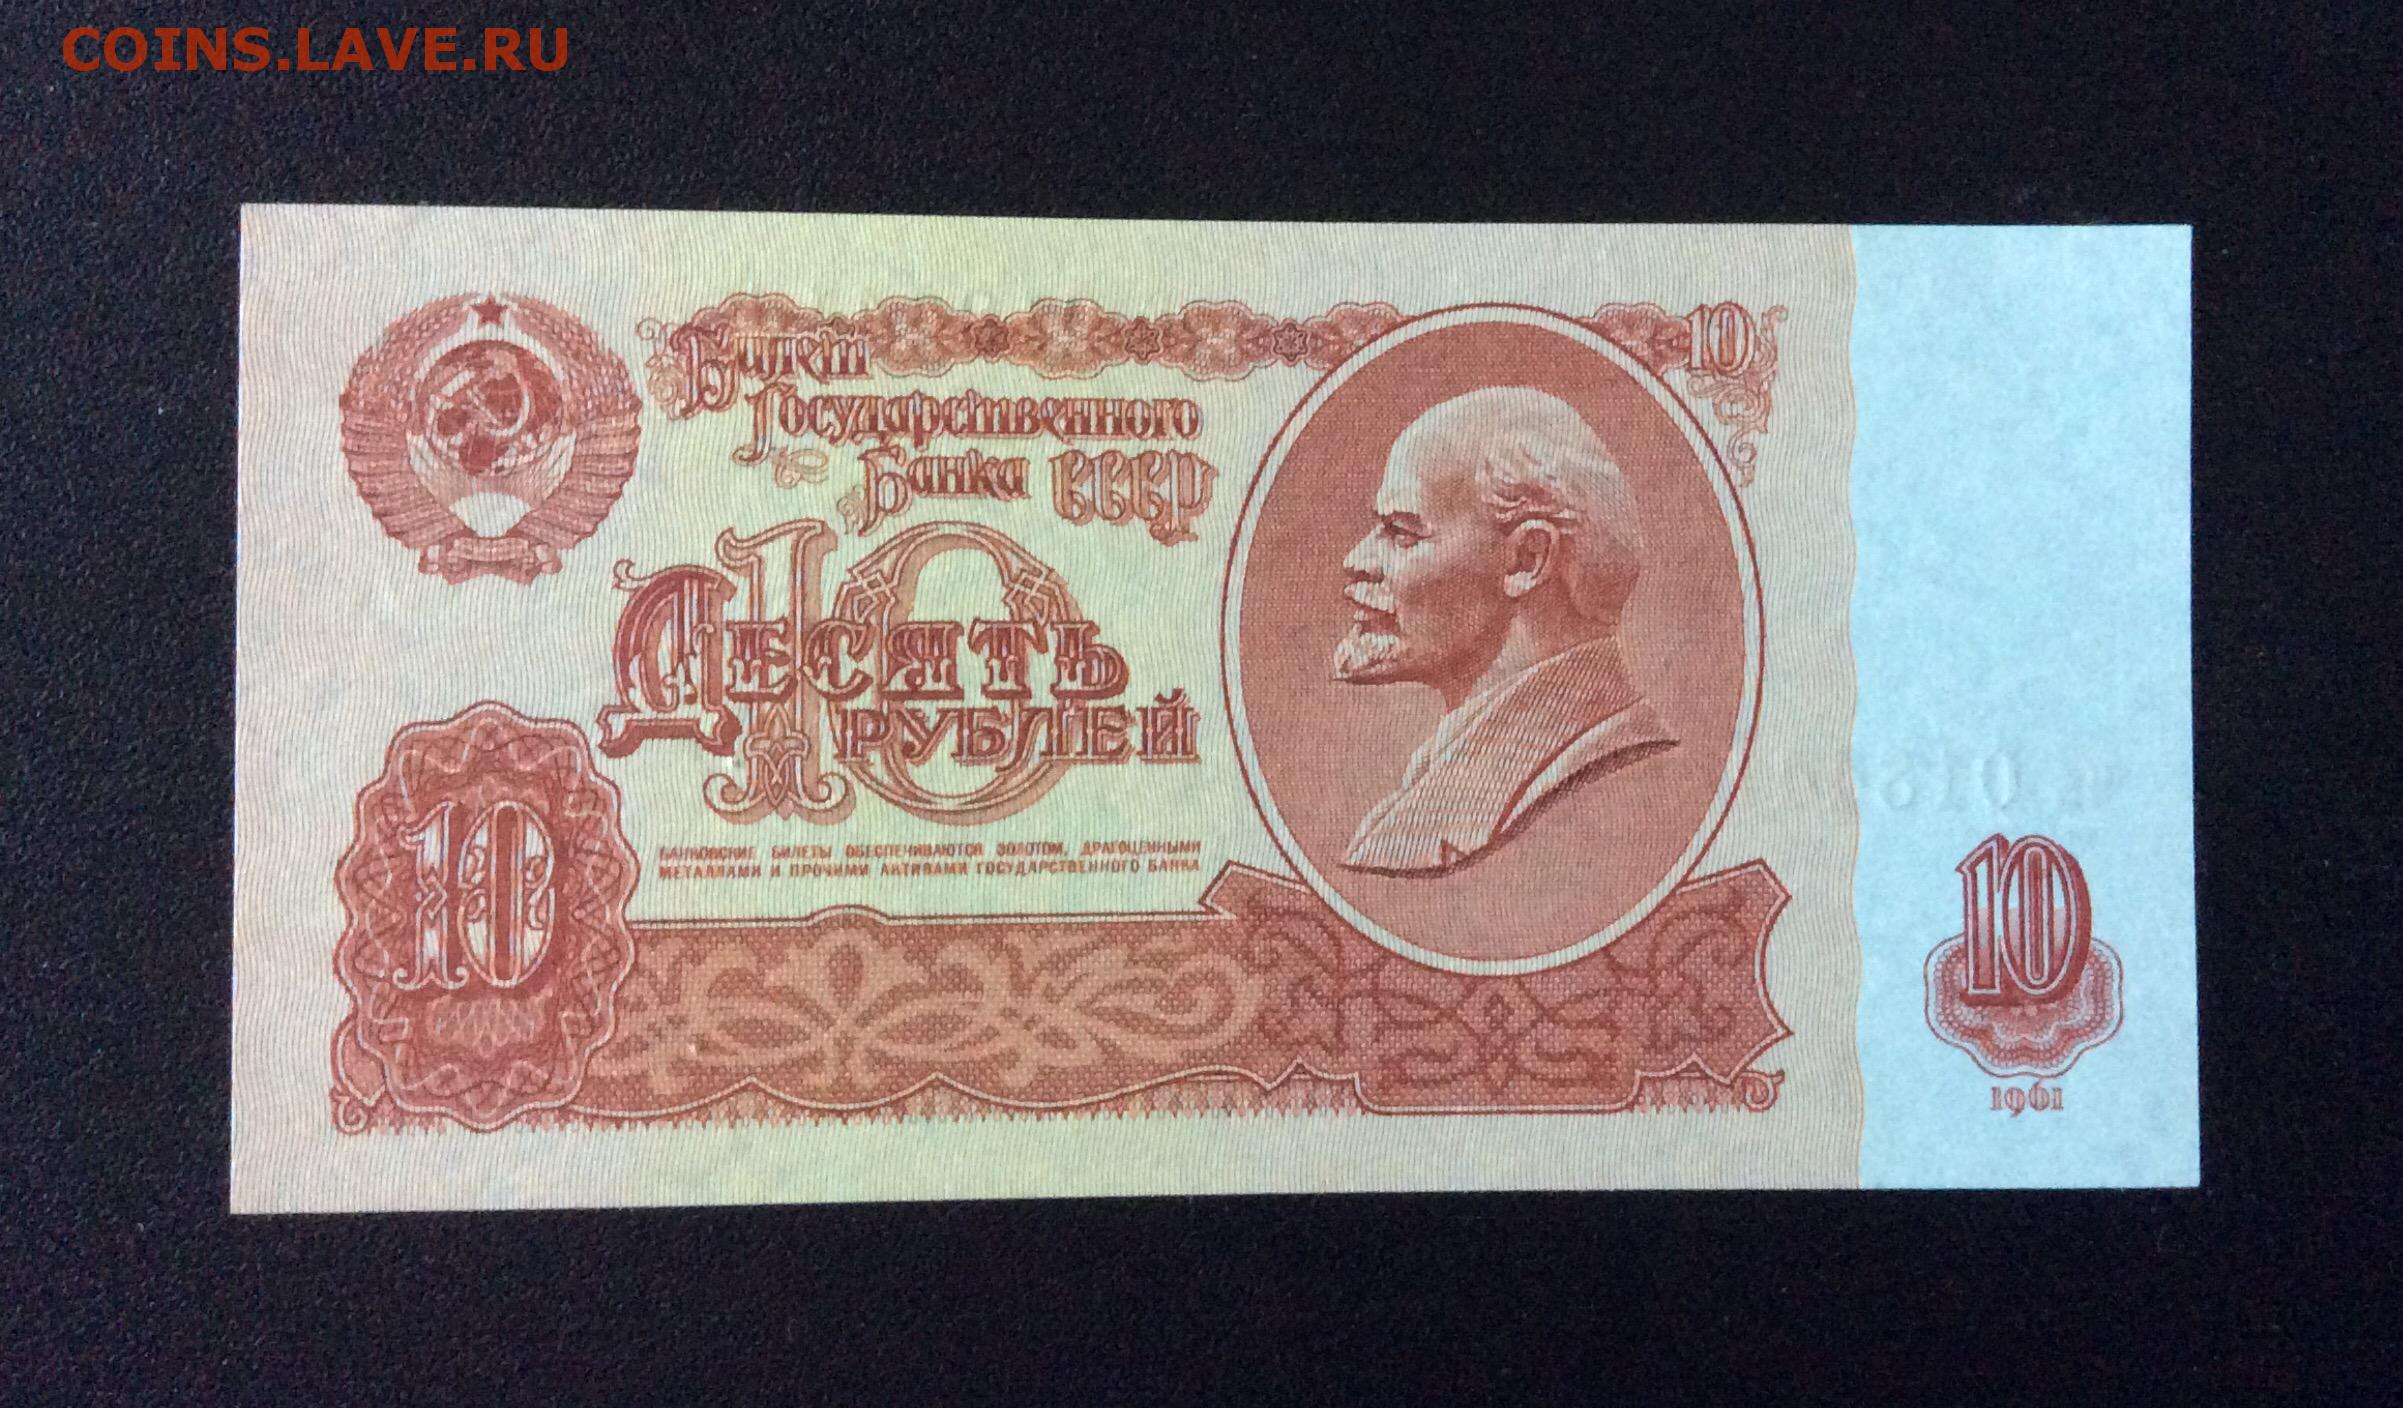 COINS.LAVE.RU
10
Билет
Государственного
Банка СССР
10
Десять
рублей
БАНКОВСКИЕ БИЛЕТЫ ОБЕСПЕЧИВАЮТСЯ ЗОЛОТОМ, ДРАГОЦЕННЫМИ
МЕТАЛЛАМИ И ПРОЧИМИ АКТИВАМИ ГОСУДАРСТВЕННОГО БАНКА
10
10
1961